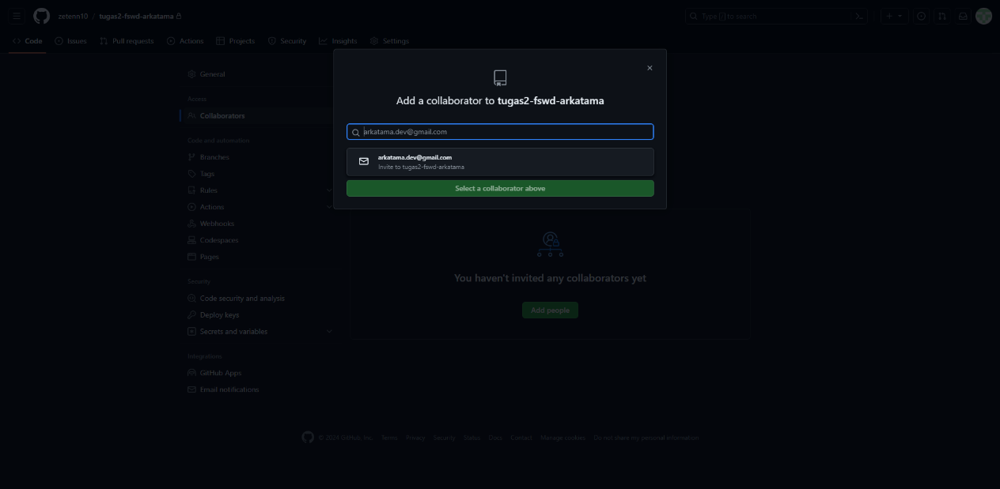 zetenn10 / tugas2-fswd-arkatama
Type / to search
Code Issues Pull requests Actions Projects Security Insights Settings
General
Access
Collaborators
Code and automation
Branches
Tags
Rules
Actions
Webhooks
Codespaces
Pages
Security
Code security and analysis
Deploy keys
Secrets and variables
Integrations
GitHub Apps
Email notifications
Add a collaborator to tugas2-fswd-arkatama
arkatama.dev@gmail.com
arkatama.dev@gmail.com
Invite to tugas2-fswd-arkatama
Select a collaborator above
You haven't invited any collaborators yet
Add people
© 2024 GitHub, Inc. Terms Privacy Security Status Docs Contact Manage cookies Do not share my personal information